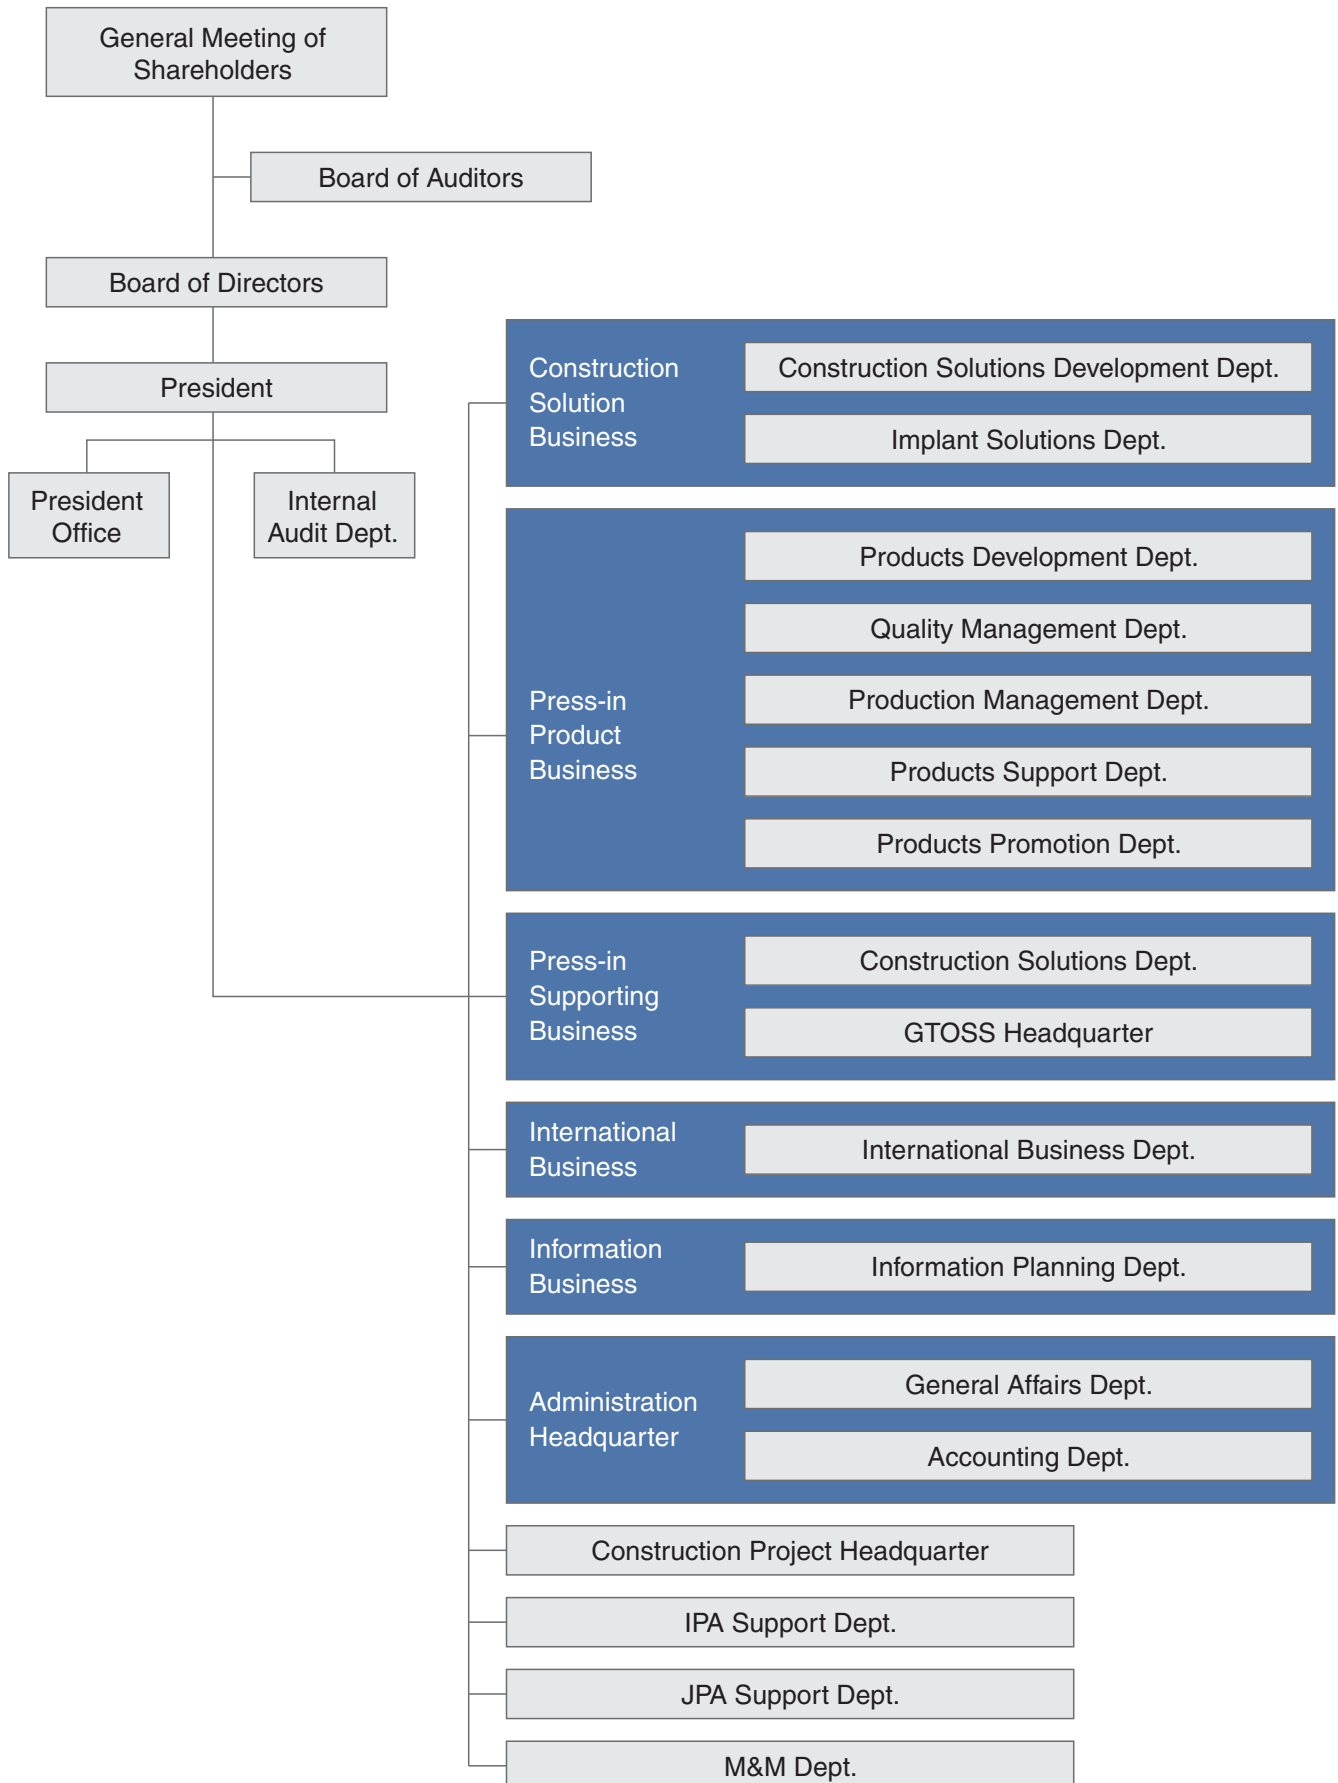 General Meeting of
Shareholders
Board of Auditors
Board of Directors
President
President
Office
Internal
Audit Dept.
Construction
Solution
Business
Construction Solutions Development Dept.
Implant Solutions Dept.
Press-in
Product
Business
Products Development Dept.
Quality Management Dept.
Production Management Dept.
Products Support Dept.
Products Promotion Dept.
Press-in
Supporting
Business
Construction Solutions Dept.
GTOSS Headquarter
International
Business
International Business Dept.
Information
Business
Information Planning Dept.
Administration
Headquarter
General Affairs Dept.
Accounting Dept.
Construction Project Headquarter
IPA Support Dept.
JPA Support Dept.
M&M Dept.